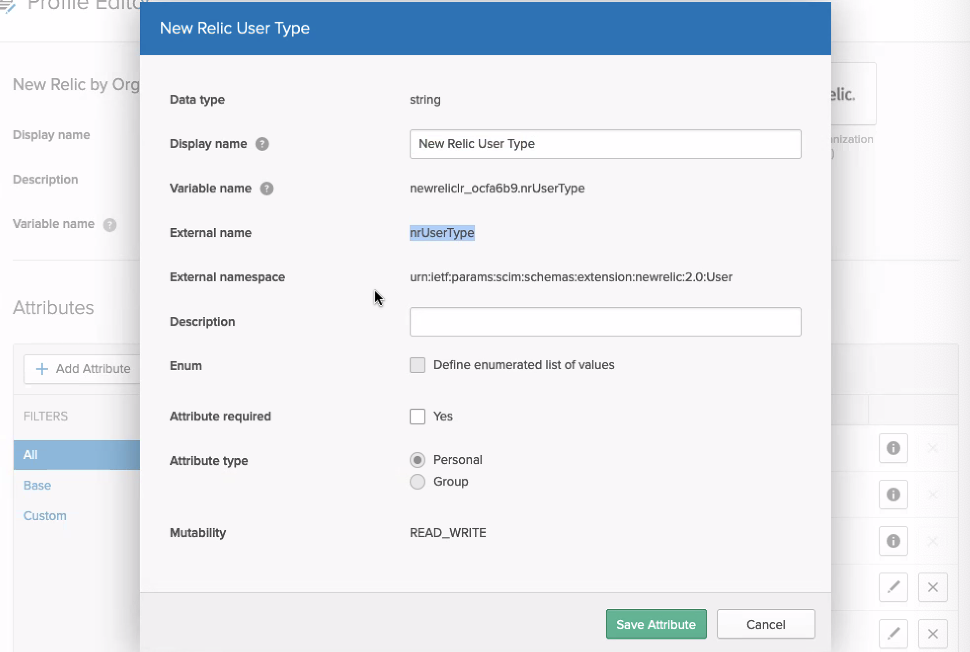 Profile Editor
New Relic User Type
New Relic by Org
Display name
Description
Variable name ?
elic.
nization
)
Data type string
Display name ? New Relic User Type
Variable name ? newreliclr_ocfa6b9.nrUserType
External name nrUserType
External namespace urn:ietf:params:scim:schemas:extension:newrelic:2.0:User
Description
Enum Define enumerated list of values
Attribute required Yes
Attribute type Personal
Group
Mutability READ_WRITE
Attributes
+ Add Attribute
FILTERS
All
Base
Custom
Save Attribute Cancel